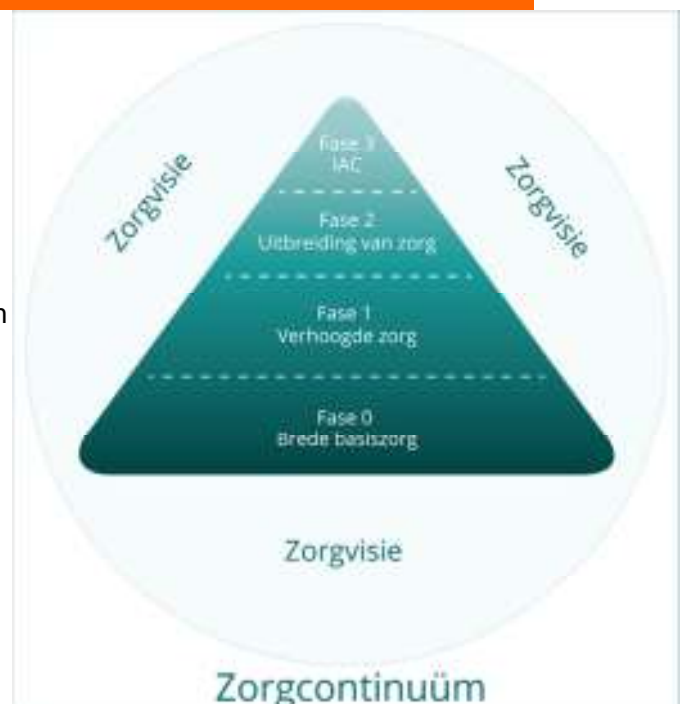 Zorgvisie
Zorgvisie
Fase 3
IAC
Fase 2
Uitbreiding van zorg
Fase 1
Verhoogde zorg
Fase 0
Brede basiszorg
Zorgvisie
Zorgcontinuüm